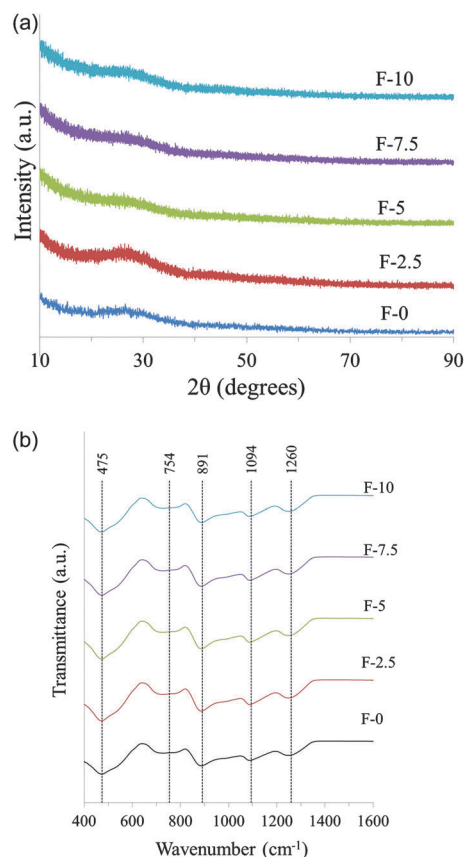 (a)
F-10
F-7.5
F-5
F-2.5
F-0
Intensity (a.u.)
10 30 50 70 90
2θ (degrees)
(b)
475 754 891 1094 1260
F-10
F-7.5
F-5
F-2.5
F-0
Transmittance (a.u.)
400 600 800 1000 1200 1400 1600
Wavenumber (cm⁻¹)